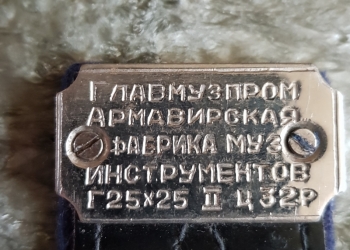 ГЛАВМУЗПРОМ
АРМАВИРСКАЯ
ФАБРИКА МУЗ
ИНСТРУМЕНТОВ
Г25Х25 II Ц 32Р